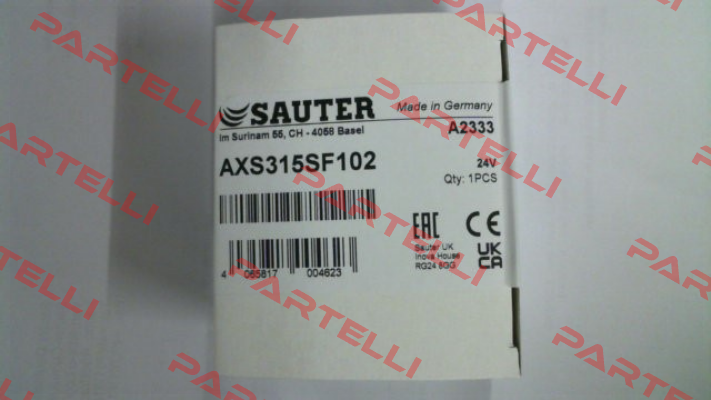 SAUTER
Made in Germany
Im Surinam 55, CH - 4058 Basel
A2333
AXS315SF102
24V
Qty: 1PCS
EAC CE
Sauter UK
Inova House
RG24 8GG
UK
CA
4 065817 004623
PARTELLI
PARTELLI
PARTELLI
PARTELLI
PARTELLI
PARTELLI
PARTELLI
PARTELLI